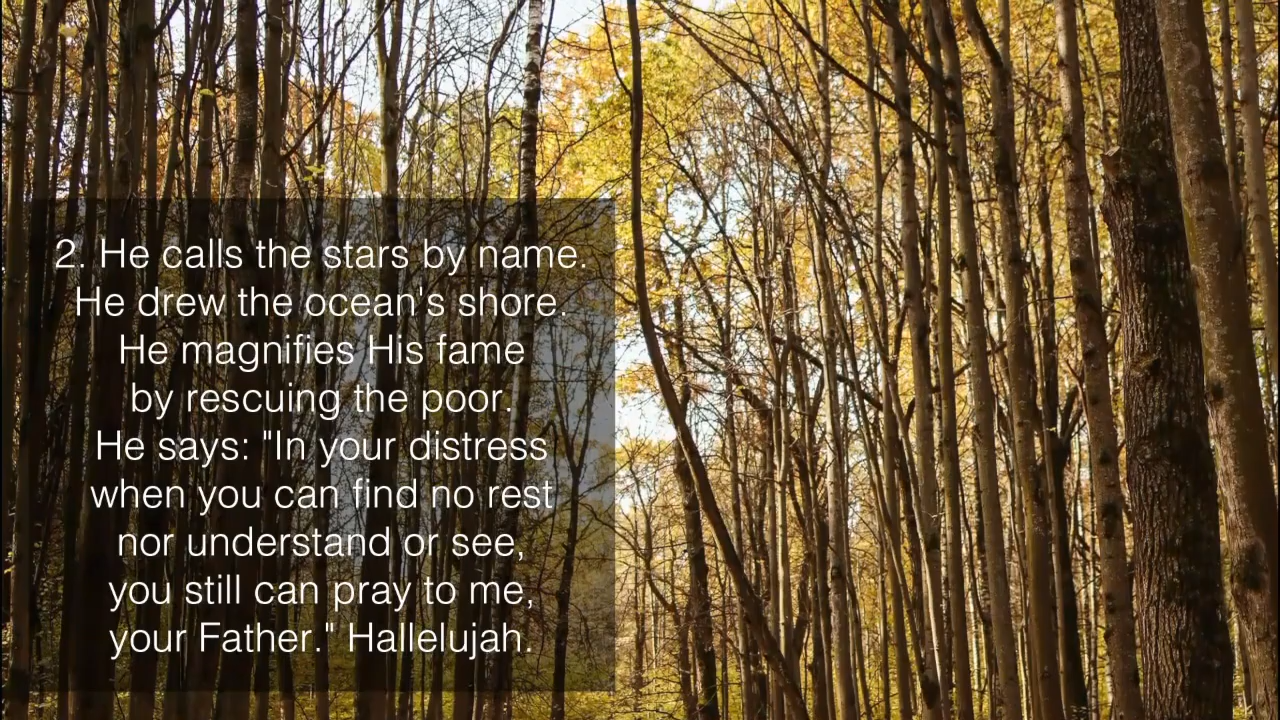 2. He calls the stars by name.
He drew the ocean's shore.
He magnifies His fame
by rescuing the poor.
He says: "In your distress
when you can find no rest
nor understand or see,
you still can pray to me,
your Father." Hallelujah.